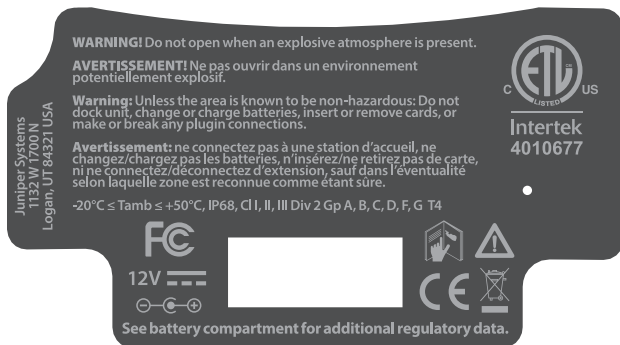 WARNING! Do not open when an explosive atmosphere is present.
AVERTISSEMENT! Ne pas ouvrir dans un environnement
potentiellement explosif.
Warning: Unless the area is known to be non-hazardous: Do not
dock unit, change or charge batteries, insert or remove cards, or
make or break any plugin connections.
Avertissement: ne connectez pas à une station d'accueil, ne
changez/chargez pas les batteries, n'insérez/ne retirez pas de carte,
ni ne connectez/déconnectez d'extension, sauf dans l'éventualité
selon laquelle zone est reconnue comme étant sûre.
-20°C ≤ Tamb ≤ +50°C, IP68, Cl I, II, III Div 2 Gp A, B, C, D, F, G T4
Juniper Systems
1132 W 1700 N
Logan, UT 84321 USA
C ETL US
LISTED
Intertek
4010677
FC
12V
CE
See battery compartment for additional regulatory data.